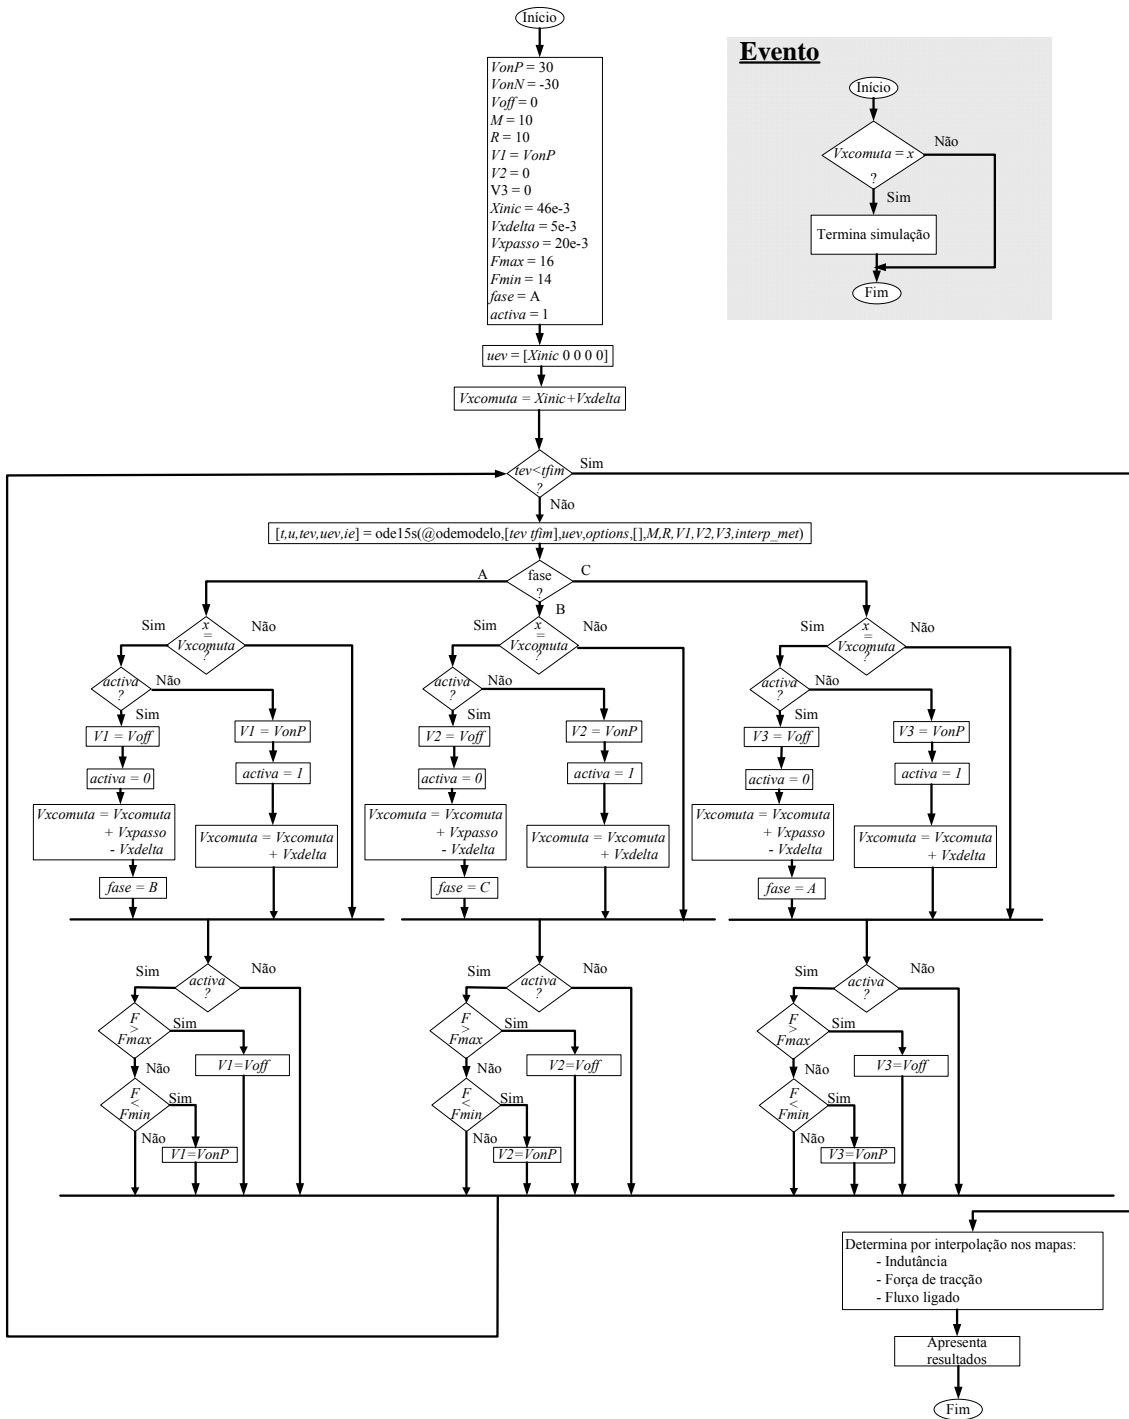 Início
VonP = 30
VonN = -30
Voff = 0
M = 10
R = 10
V1 = VonP
V2 = 0
V3 = 0
Xinic = 46e-3
Vxdelta = 5e-3
Vxpasso = 20e-3
Fmax = 16
Fmin = 14
fase = A
activa = 1
uev = [Xinic 0 0 0 0]
Vxcomuta = Xinic+Vxdelta
Evento
Início
Vxcomuta = x
?
Não
Sim
Termina simulação
Fim
tev<tfim
?
Sim
Não
[t,u,tev,uev,ie] = ode15s(@odemodelo,[tev tfim],uev,options,[],M,R,V1,V2,V3,interp_met)
fase
?
A
B
C
Sim
x
=
Vxcomuta
?
Não
activa
?
Não
Sim
V1 = Voff
activa = 0
Vxcomuta = Vxcomuta
+ Vxpasso
- Vxdelta
fase = B
V1 = VonP
activa = 1
Vxcomuta = Vxcomuta
+ Vxdelta
Sim
x
=
Vxcomuta
?
Não
activa
?
Não
Sim
V2 = Voff
activa = 0
Vxcomuta = Vxcomuta
+ Vxpasso
- Vxdelta
fase = C
V2 = VonP
activa = 1
Vxcomuta = Vxcomuta
+ Vxdelta
Sim
x
=
Vxcomuta
?
Não
activa
?
Não
Sim
V3 = Voff
activa = 0
Vxcomuta = Vxcomuta
+ Vxpasso
- Vxdelta
fase = A
V3 = VonP
activa = 1
Vxcomuta = Vxcomuta
+ Vxdelta
Sim
activa
?
Não
F
>
Fmax
Sim
Não
V1=Voff
F
<
Fmin
Sim
Não
V1=VonP
Sim
activa
?
Não
F
>
Fmax
Sim
Não
V2=Voff
F
<
Fmin
Sim
Não
V2=VonP
Sim
activa
?
Não
F
>
Fmax
Sim
Não
V3=Voff
F
<
Fmin
Sim
Não
V3=VonP
Determina por interpolação nos mapas:
- Indutância
- Força de tracção
- Fluxo ligado
Apresenta
resultados
Fim